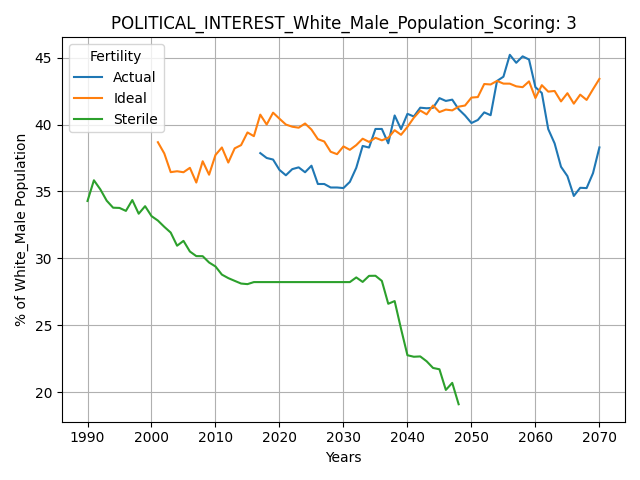 POLITICAL_INTEREST_White_Male_Population_Scoring: 3
Fertility
Actual
Ideal
Sterile
% of White_Male Population
45
40
35
30
25
20
1990 2000 2010 2020 2030 2040 2050 2060 2070
Years